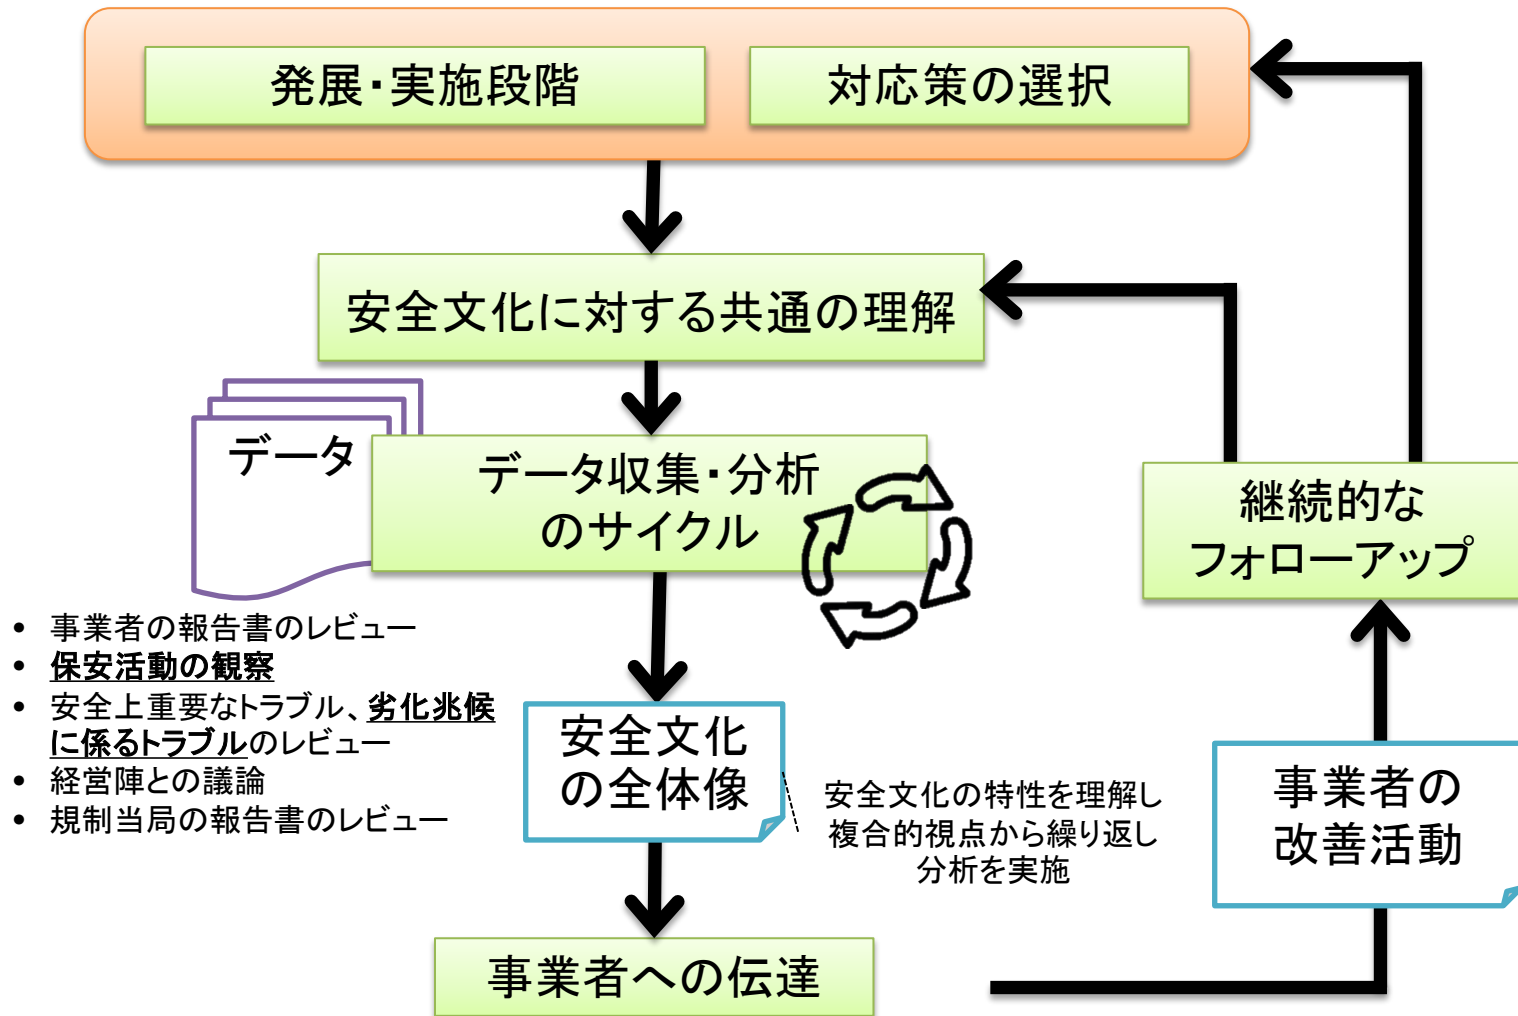 発展・実施段階
対応策の選択
安全文化に対する共通の理解
データ
データ収集・分析
のサイクル
継続的な
フォローアップ
• 事業者の報告書のレビュー
• 保安活動の観察
• 安全上重要なトラブル、劣化兆候
に係るトラブルのレビュー
• 経営陣との議論
• 規制当局の報告書のレビュー
安全文化
の全体像
安全文化の特性を理解し
複合的視点から繰り返し
分析を実施
事業者の
改善活動
事業者への伝達